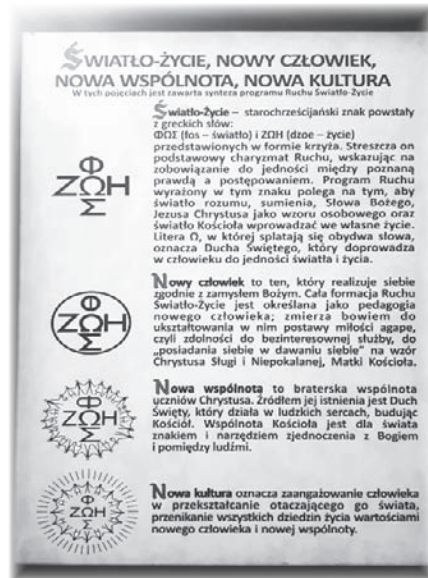 ŚWIATŁO-ŻYCIE, NOWY CZŁOWIEK,
NOWA WSPÓLNOTA, NOWA KULTURA
W tych pojęciach jest zawarta synteza programu Ruchu Światło-Życie
Światło-Życie – starochrześcijański znak powstały
z greckich słów:
ΦΩΣ (fos – światło) i ΖΩΗ (dzoe – życie)
przedstawionych w formie krzyża. Streszcza on
podstawowy charyzmat Ruchu, wskazując na
zobowiązanie do jedności między poznaną
prawdą a postępowaniem. Program Ruchu
wyrażony w tym znaku polega na tym, aby
światło rozumu, sumienia, Słowa Bożego,
Jezusa Chrystusa jako wzoru osobowego oraz
światło Kościoła wprowadzać we własne życie.
Litera Ω, w której splatają się obydwa słowa,
oznacza Ducha Świętego, który doprowadza
w człowieku do jedności światła i życia.
Φ
ΖΩΗ
Σ
Nowy człowiek to ten, który realizuje siebie
zgodnie z zamysłem Bożym. Cała formacja Ruchu
Światło-Życie jest określana jako pedagogia
nowego człowieka; zmierza bowiem do
ukształtowania w nim postawy miłości agape,
czyli zdolności do bezinteresownej służby, do
„posiadania siebie w dawaniu siebie” na wzór
Chrystusa Sługi i Niepokalanej, Matki Kościoła.
Φ
ΖΩΗ
Σ
Nowa wspólnota to braterska wspólnota
uczniów Chrystusa. Źródłem jej istnienia jest Duch
Święty, który działa w ludzkich sercach, budując
Kościół. Wspólnota Kościoła jest dla świata
znakiem i narzędziem zjednoczenia z Bogiem
i pomiędzy ludźmi.
Φ
ΖΩΗ
Σ
Nowa kultura oznacza zaangażowanie człowieka
w przekształcanie otaczającego go świata,
przenikanie wszystkich dziedzin życia wartościami
nowego człowieka i nowej wspólnoty.
Φ
ΖΩΗ
Σ